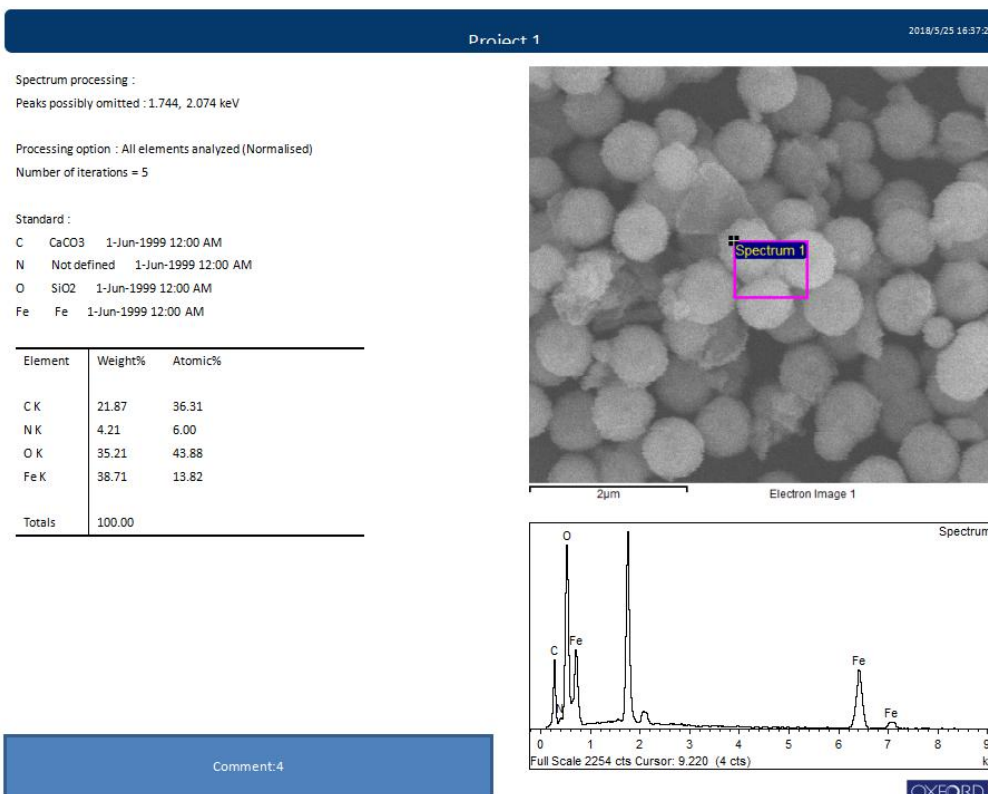 Project 1
2018/5/25 16:37:2
Spectrum processing :
Peaks possibly omitted : 1.744, 2.074 keV
Processing option : All elements analyzed (Normalised)
Number of iterations = 5
Standard :
C CaCO3 1-Jun-1999 12:00 AM
N Not defined 1-Jun-1999 12:00 AM
O SiO2 1-Jun-1999 12:00 AM
Fe Fe 1-Jun-1999 12:00 AM
Element Weight% Atomic%
C K 21.87 36.31
N K 4.21 6.00
O K 35.21 43.88
Fe K 38.71 13.82
Totals 100.00
Comment:4
Spectrum 1
2µm
Electron Image 1
Spectrum
O
Fe
C
N
Fe
Fe
0 1 2 3 4 5 6 7 8 9
Full Scale 2254 cts Cursor: 9.220 (4 cts) k
OXFORD